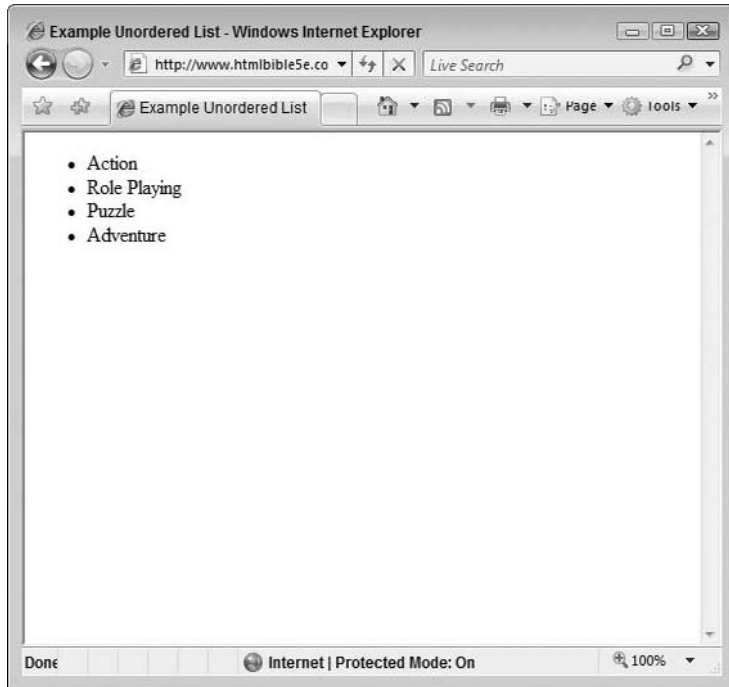 Example Unordered List - Windows Internet Explorer
http://www.htmlbible5e.co
Live Search
Example Unordered List
Page
Tools
• Action
• Role Playing
• Puzzle
• Adventure
Done
Internet | Protected Mode: On
100%